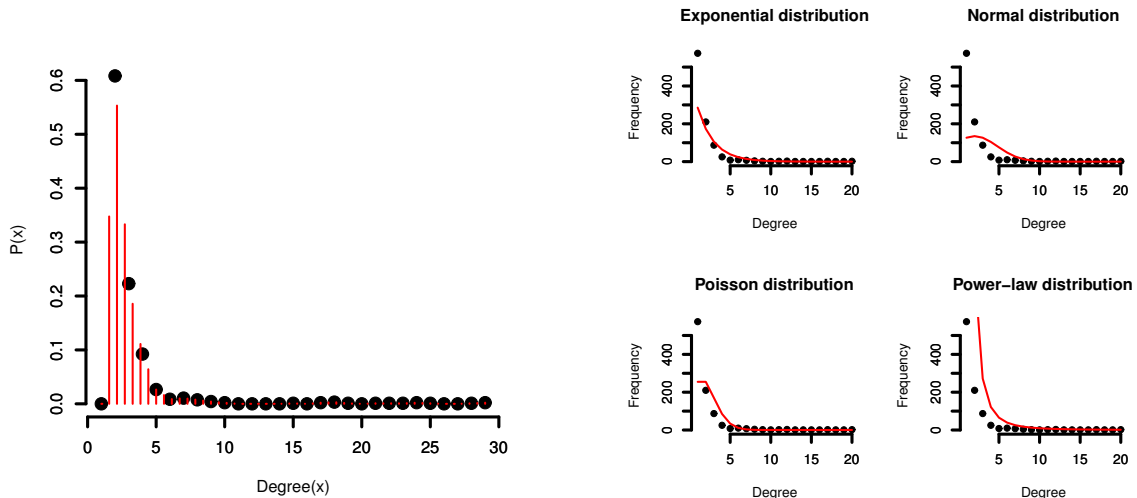 P(x)
0.6
0.5
0.4
0.3
0.2
0.1
0.0
0 5 10 15 20 25 30
Degree(x)
Exponential distribution
Frequency
400
200
0
5 10 15 20
Degree
Normal distribution
Frequency
400
200
0
5 10 15 20
Degree
Poisson distribution
Frequency
400
200
0
5 10 15 20
Degree
Power−law distribution
Frequency
400
200
0
5 10 15 20
Degree